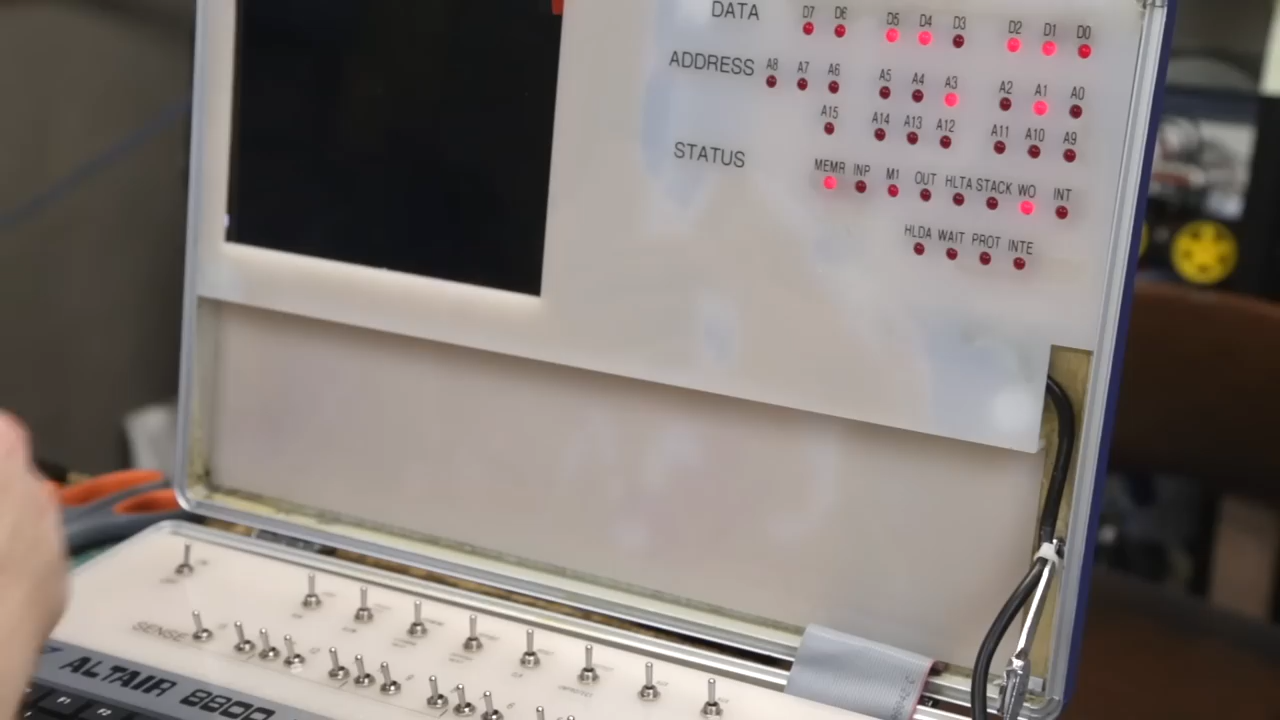 DATA D7 D6 D5 D4 D3 D2 D1 D0
ADDRESS A8 A7 A6 A5 A4 A3 A2 A1 A0
A15 A14 A13 A12 A11 A10 A9
STATUS MEMR INP M1 OUT HLTA STACK WO INT
HLDA WAIT PROT INTE
SENSE
ALTAIR 8800
F1 F2